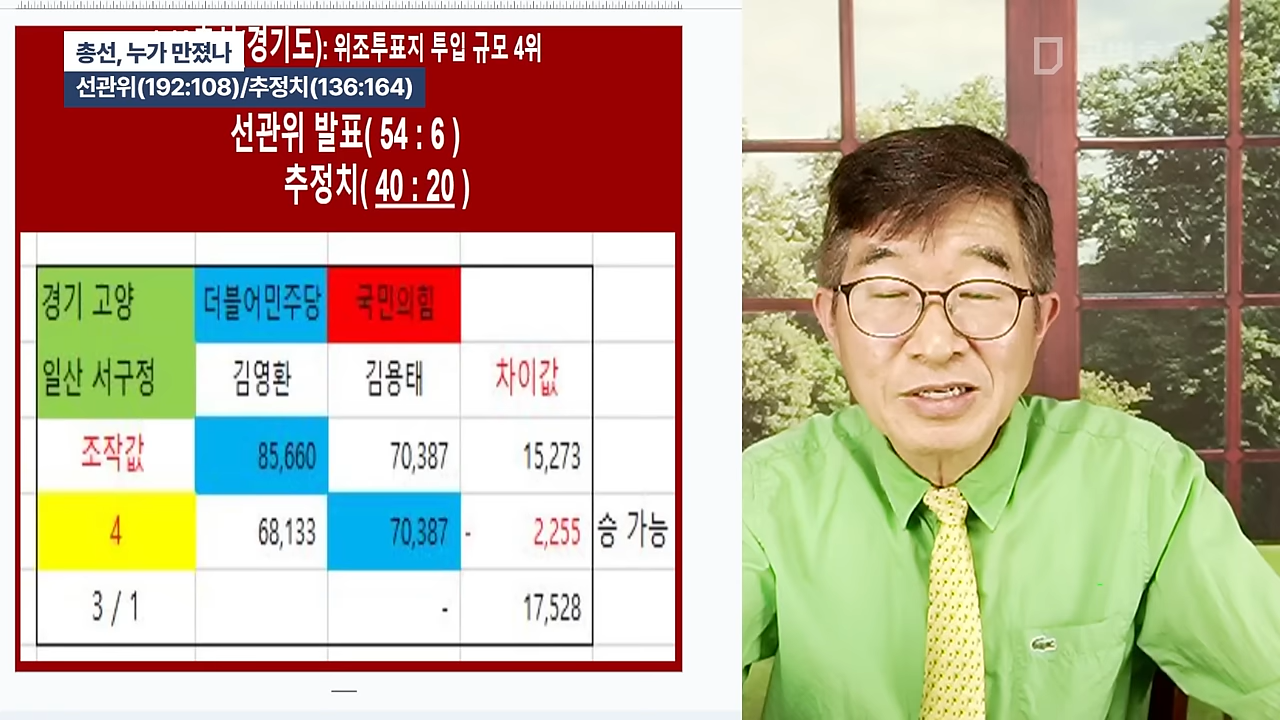 경기도): 위조투표지 투입 규모 4위
총선, 누가 만졌나
선관위(192:108)/추정치(136:164)
선관위 발표( 54 : 6 )
추정치( 40 : 20 )
경기 고양 더불어민주당 국민의힘
일산 서구정 김영환 김용태 차이값
조작값 85,660 70,387 15,273
4 68,133 70,387 - 2,255 승 가능
3 / 1 - 17,528